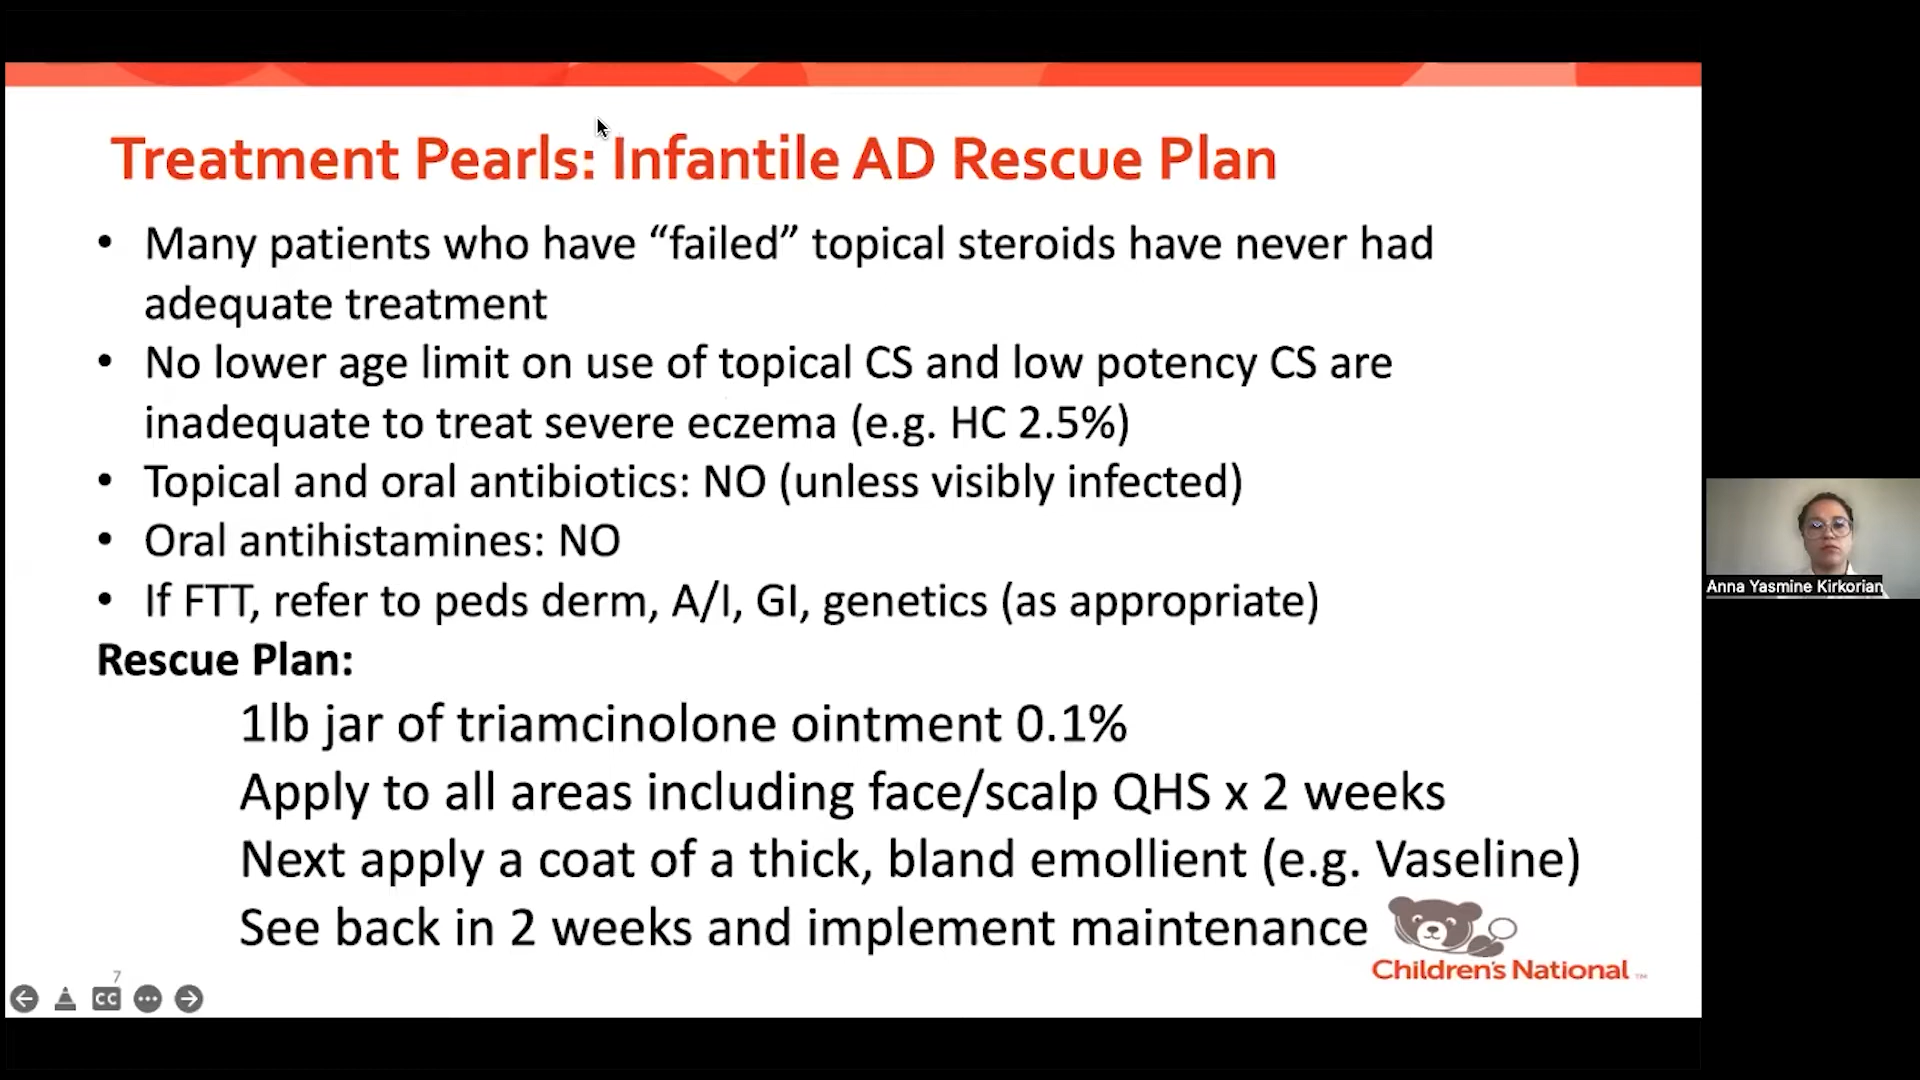 Treatment Pearls: Infantile AD Rescue Plan
• Many patients who have “failed” topical steroids have never had
adequate treatment
• No lower age limit on use of topical CS and low potency CS are
inadequate to treat severe eczema (e.g. HC 2.5%)
• Topical and oral antibiotics: NO (unless visibly infected)
• Oral antihistamines: NO
• If FTT, refer to peds derm, A/I, GI, genetics (as appropriate)
Rescue Plan:
1lb jar of triamcinolone ointment 0.1%
Apply to all areas including face/scalp QHS x 2 weeks
Next apply a coat of a thick, bland emollient (e.g. Vaseline)
See back in 2 weeks and implement maintenance
Children's National ™
7
CC
Anna Yasmine Kirkorian